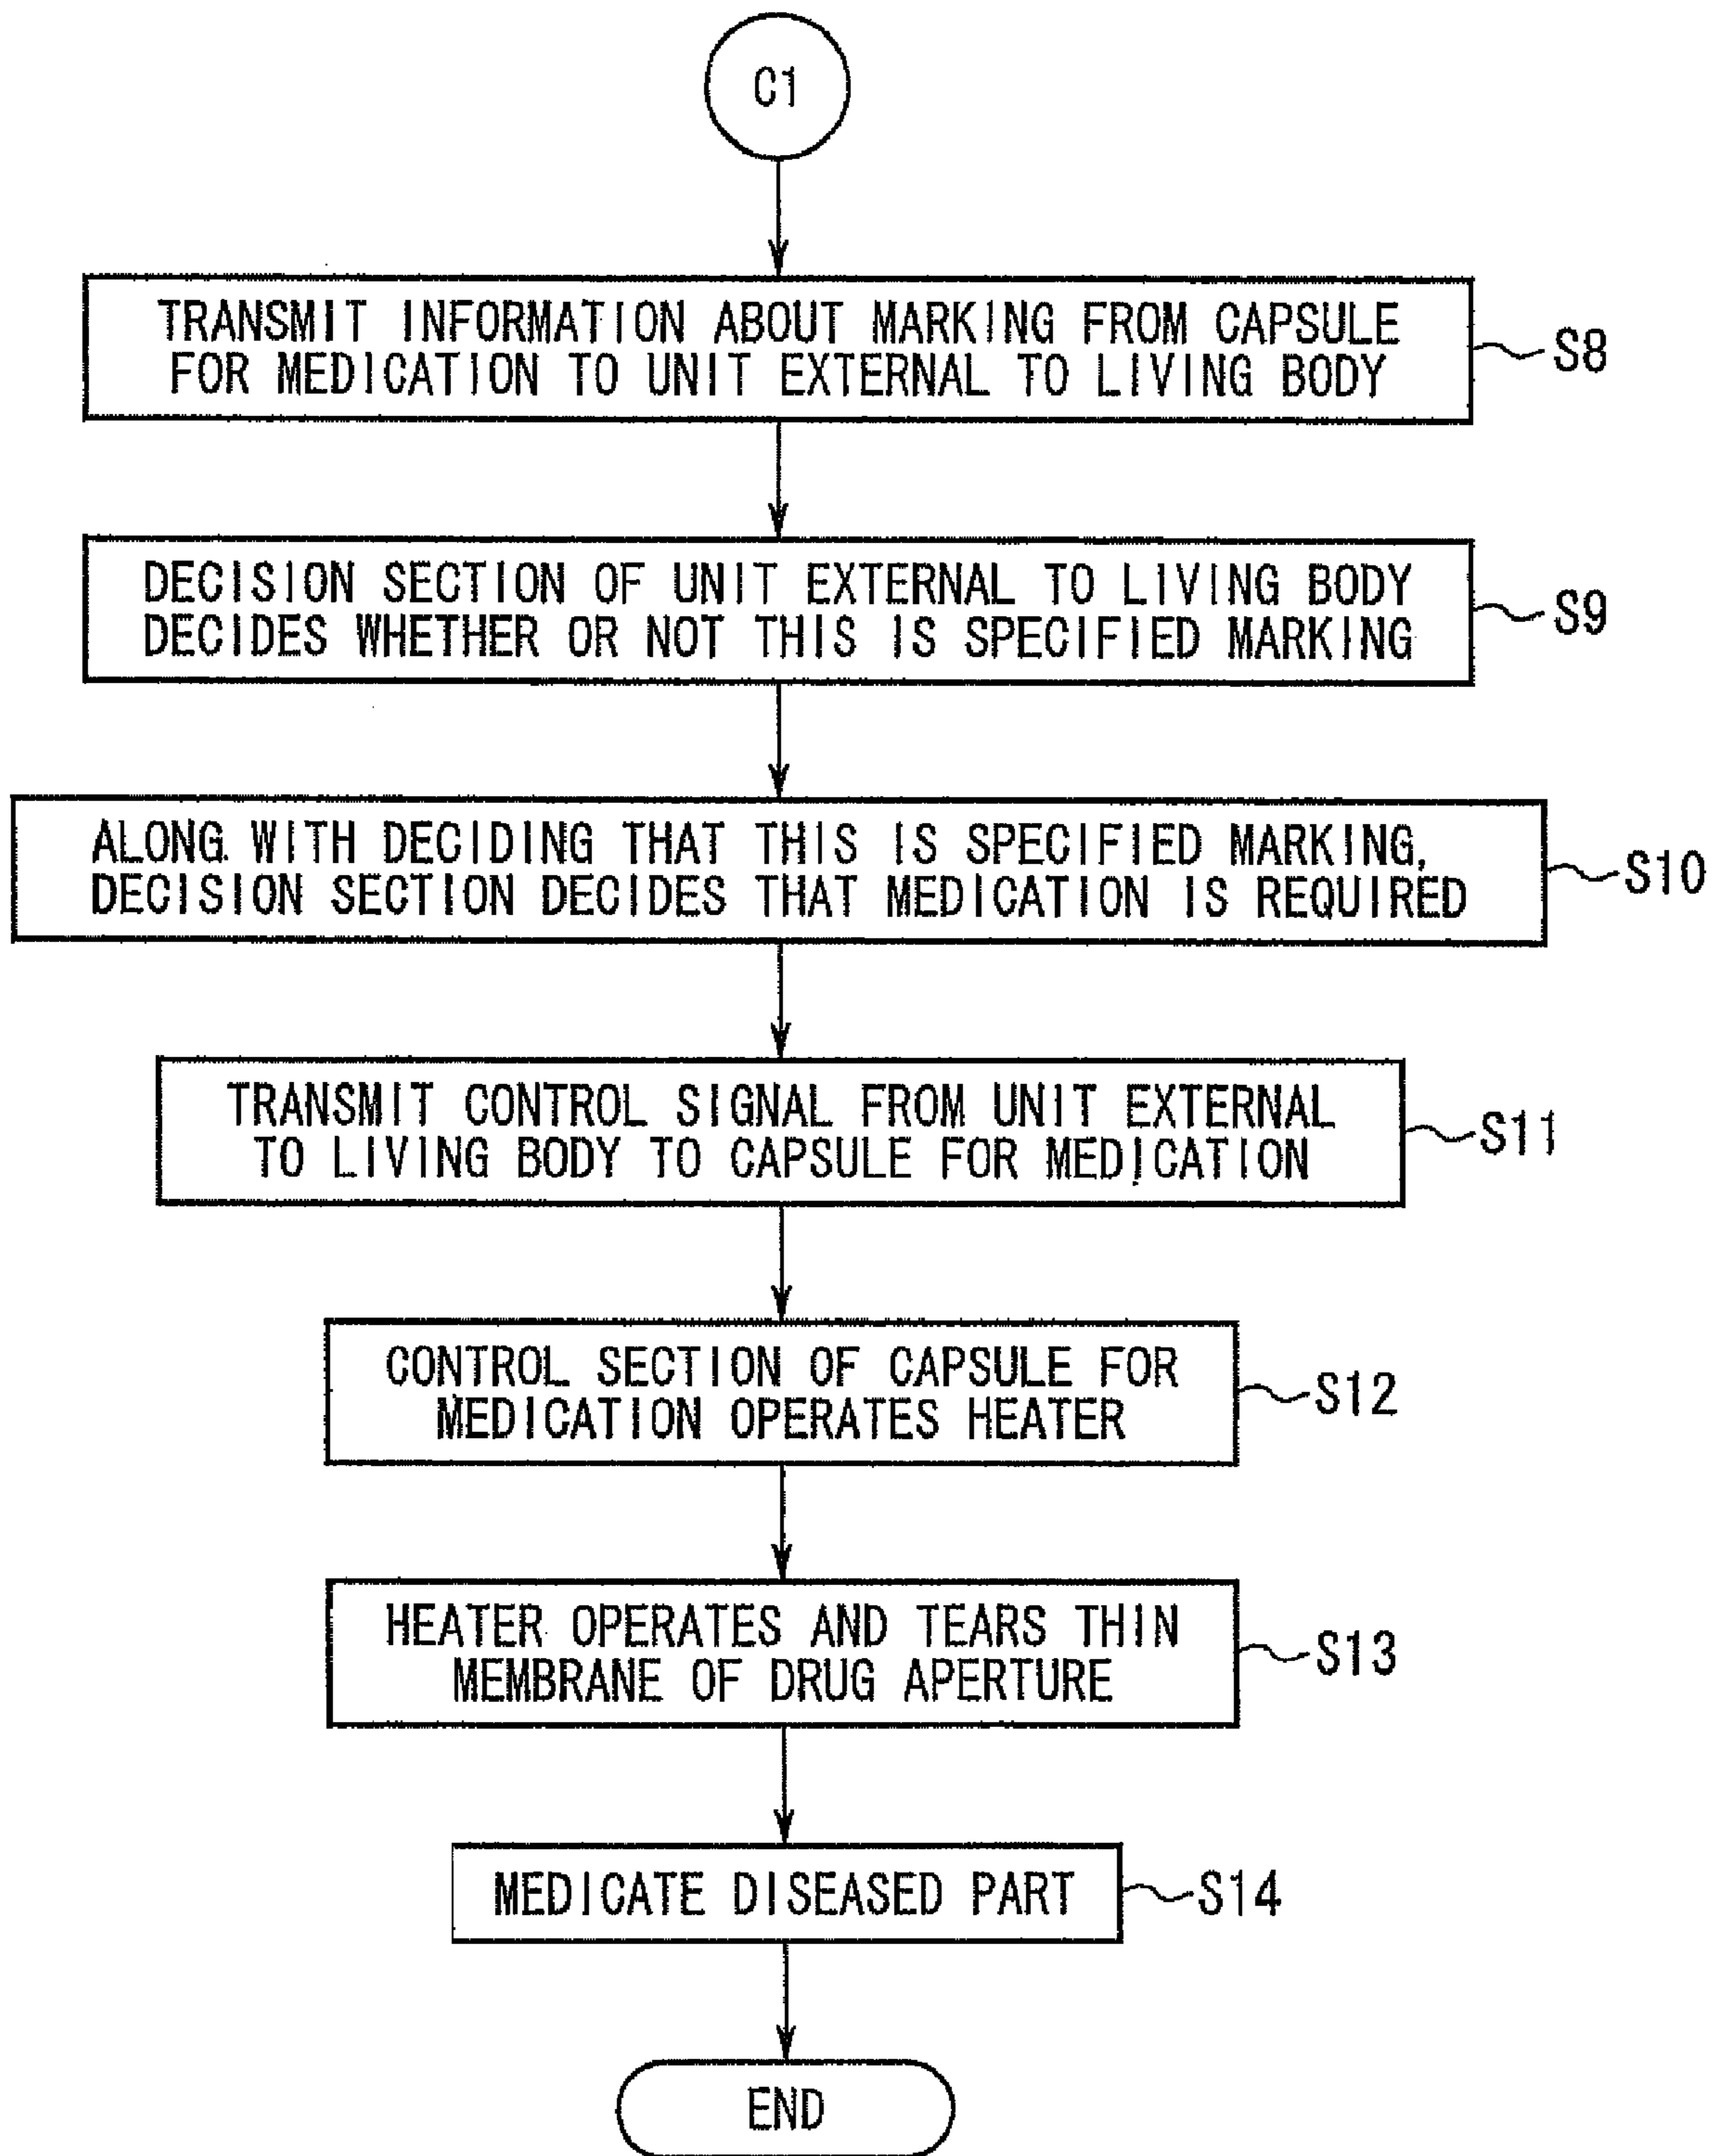 C1
TRANSMIT INFORMATION ABOUT MARKING FROM CAPSULE
FOR MEDICATION TO UNIT EXTERNAL TO LIVING BODY
S8
DECISION SECTION OF UNIT EXTERNAL TO LIVING BODY
DECIDES WHETHER OR NOT THIS IS SPECIFIED MARKING
S9
ALONG WITH DECIDING THAT THIS IS SPECIFIED MARKING,
DECISION SECTION DECIDES THAT MEDICATION IS REQUIRED
S10
TRANSMIT CONTROL SIGNAL FROM UNIT EXTERNAL
TO LIVING BODY TO CAPSULE FOR MEDICATION
S11
CONTROL SECTION OF CAPSULE FOR
MEDICATION OPERATES HEATER
S12
HEATER OPERATES AND TEARS THIN
MEMBRANE OF DRUG APERTURE
S13
MEDICATE DISEASED PART
S14
END